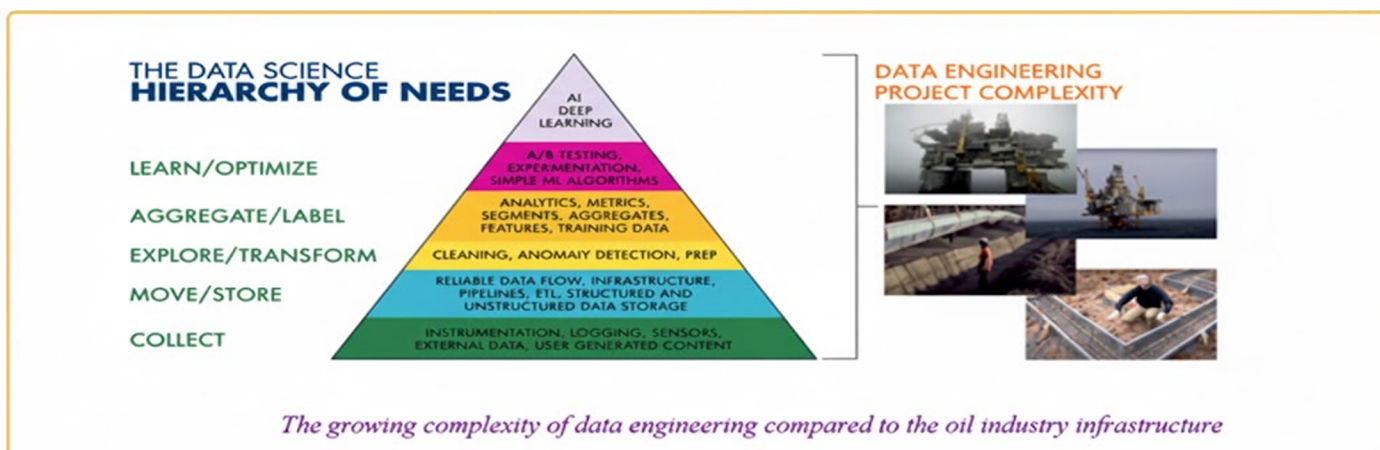 THE DATA SCIENCE
HIERARCHY OF NEEDS
LEARN/OPTIMIZE
AGGREGATE/LABEL
EXPLORE/TRANSFORM
MOVE/STORE
COLLECT
AI
DEEP
LEARNING
A/B TESTING,
EXPERMENTATION,
SIMPLE ML ALGORITHMS
ANALYTICS, METRICS,
SEGMENTS, AGGREGATES,
FEATURES, TRAINING DATA
CLEANING, ANOMAIY DETECTION, PREP
RELIABLE DATA FLOW, INFRASTRUCTURE,
PIPELINES, ETL, STRUCTURED AND
UNSTRUCTURED DATA STORAGE
INSTRUMENTATION, LOGGING, SENSORS,
EXTERNAL DATA, USER GENERATED CONTENT
DATA ENGINEERING
PROJECT COMPLEXITY
The growing complexity of data engineering compared to the oil industry infrastructure